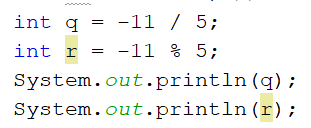 int q = -11 / 5;
int r = -11 % 5;
System.out.println(q);
System.out.println(r);